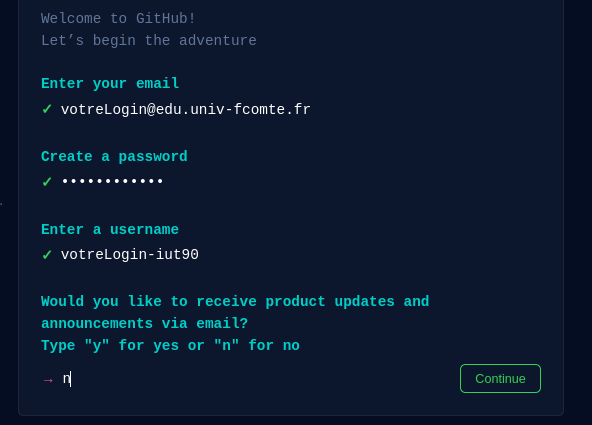 Welcome to GitHub!
Let’s begin the adventure
Enter your email
✓ votreLogin@edu.univ-fcomte.fr
Create a password
✓ ••••••••••••
Enter a username
✓ votreLogin-iut90
Would you like to receive product updates and
announcements via email?
Type "y" for yes or "n" for no
→ n
Continue